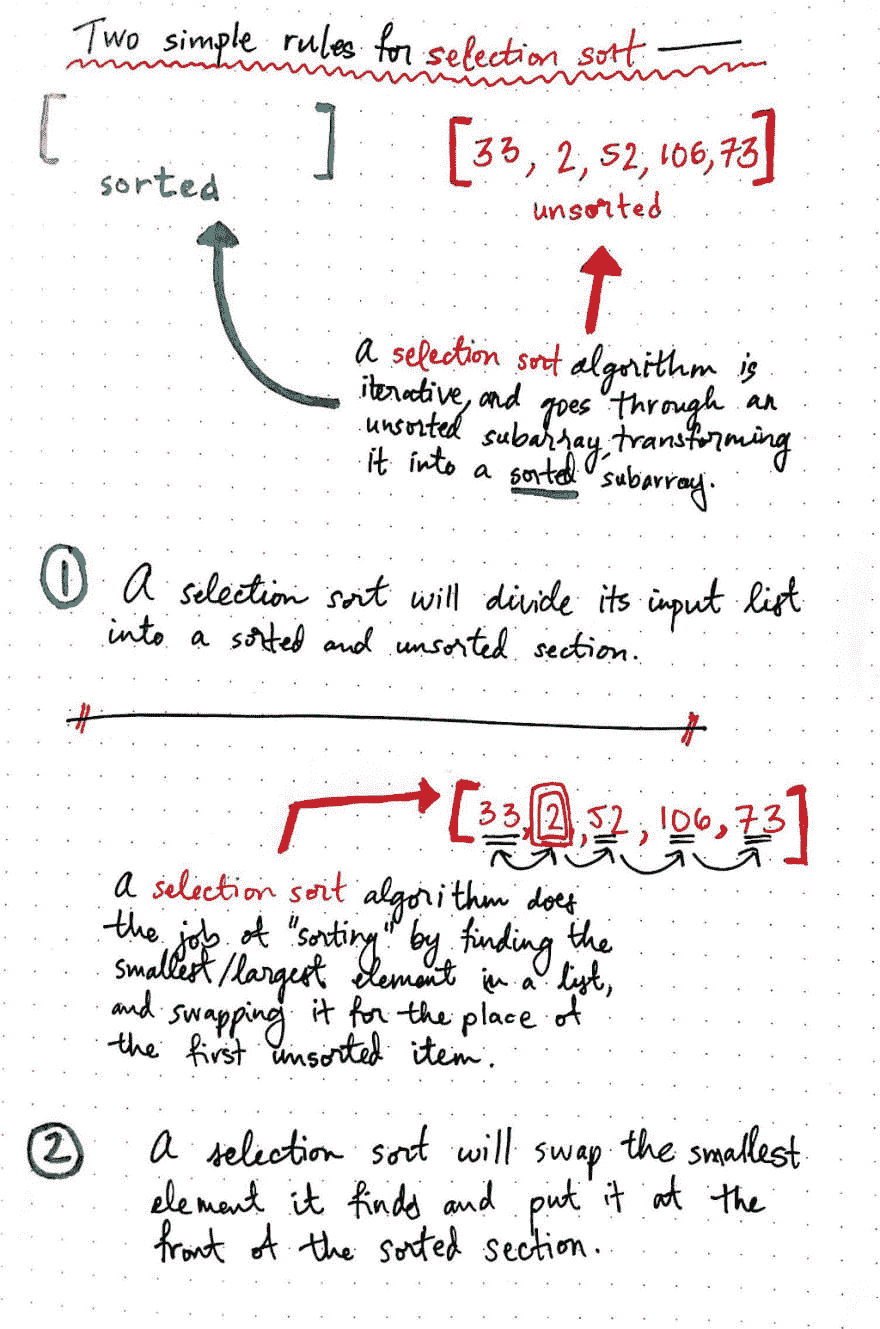 Two simple rules for selection sort —
[ ] [33, 2, 52, 106, 73]
sorted
unsorted
A selection sort algorithm is
iterative, and goes through an
unsorted subarray, transforming
it into a sorted subarray.
1 A selection sort will divide its input list
into a sorted and unsorted section.
[33, 2, 52, 106, 73]
A selection sort algorithm does
the job of "sorting" by finding the
smallest/largest element in a list,
and swapping it for the place of
the first unsorted item.
2 A selection sort will swap the smallest
element it finds and put it at the
front of the sorted section.